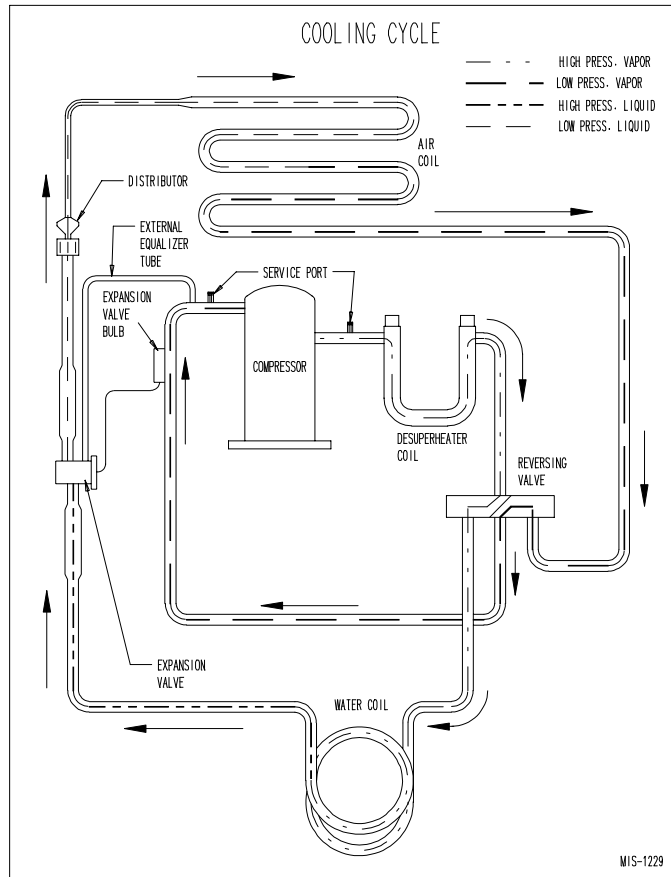 COOLING CYCLE
HIGH PRESS. VAPOR
LOW PRESS. VAPOR
HIGH PRESS. LIQUID
LOW PRESS. LIQUID
AIR
COIL
DISTRIBUTOR
EXTERNAL
EQUALIZER
TUBE
SERVICE PORT
EXPANSION
VALVE
BULB
COMPRESSOR
DESUPERHEATER
COIL
REVERSING
VALVE
EXPANSION
VALVE
WATER COIL
MIS-1229